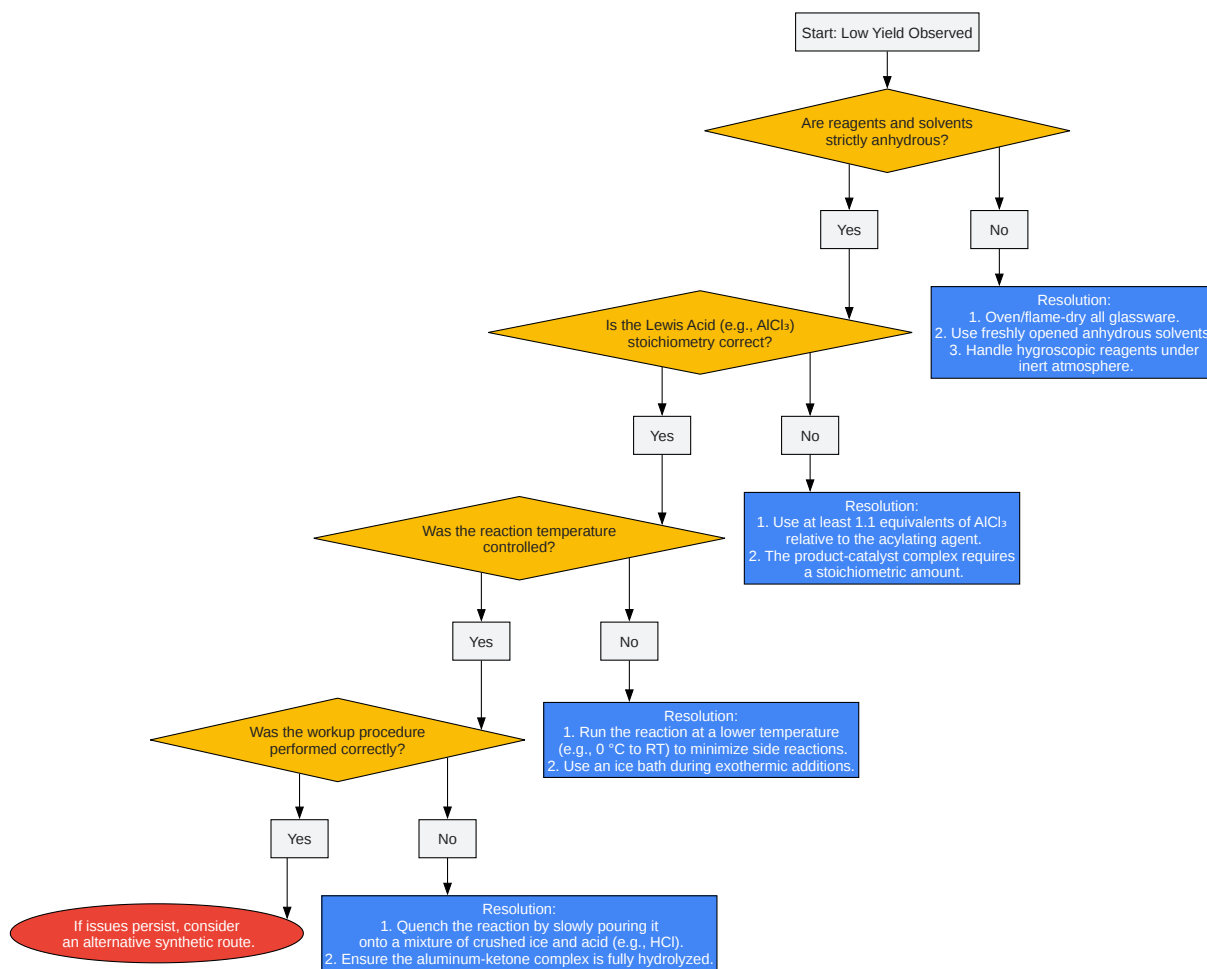 Start: Low Yield Observed
Are reagents and solvents
strictly anhydrous?
Yes
No
Resolution:
1. Oven/flame-dry all glassware.
2. Use freshly opened anhydrous solvents
3. Handle hygroscopic reagents under
inert atmosphere.
Is the Lewis Acid (e.g., AlCl₃)
stoichiometry correct?
Yes
No
Resolution:
1. Use at least 1.1 equivalents of AlCl₃
relative to the acylating agent.
2. The product-catalyst complex requires
a stoichiometric amount.
Was the reaction temperature
controlled?
Yes
No
Resolution:
1. Run the reaction at a lower temperature
(e.g., 0 °C to RT) to minimize side reactions.
2. Use an ice bath during exothermic additions.
Was the workup procedure
performed correctly?
Yes
No
If issues persist, consider
an alternative synthetic route.
Resolution:
1. Quench the reaction by slowly pouring it
onto a mixture of crushed ice and acid (e.g., HCl).
2. Ensure the aluminum-ketone complex is fully hydrolyzed.